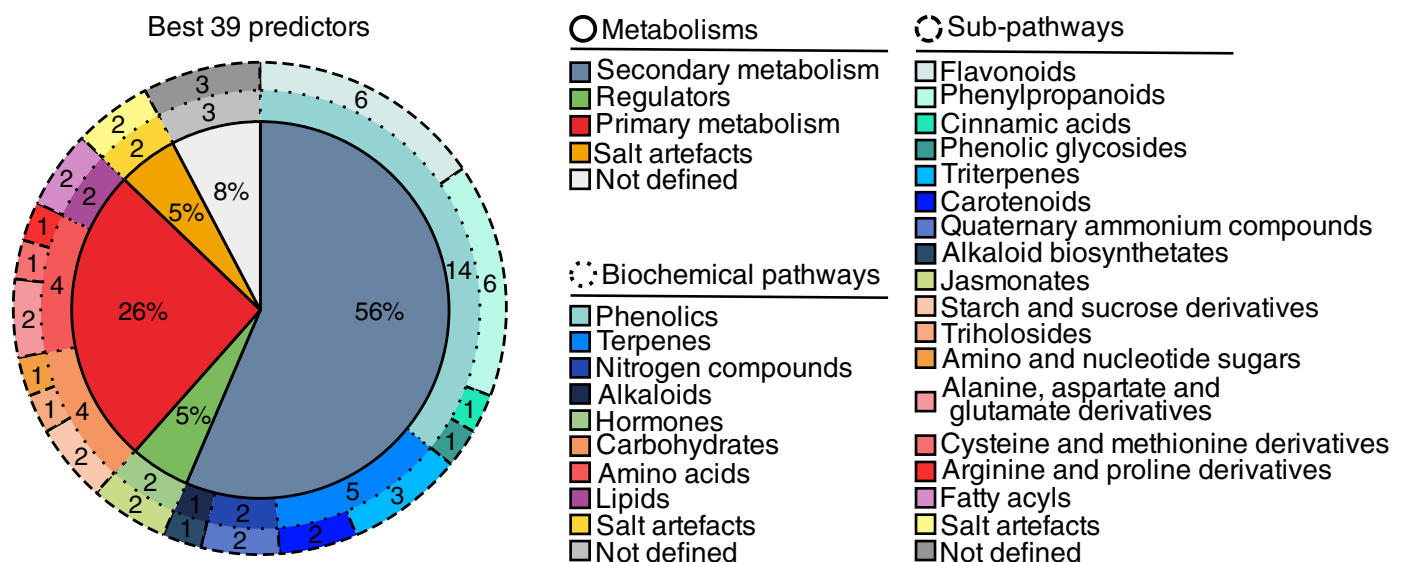 Best 39 predictors
3
6
3
2
2
8%
2
2
5%
1
1
4
14
6
26%
56%
2
1
4
5%
1
1
1
2
2
2
1
1
2
2
5
3
2
Metabolisms
Secondary metabolism
Regulators
Primary metabolism
Salt artefacts
Not defined
Biochemical pathways
Phenolics
Terpenes
Nitrogen compounds
Alkaloids
Hormones
Carbohydrates
Amino acids
Lipids
Salt artefacts
Not defined
Sub-pathways
Flavonoids
Phenylpropanoids
Cinnamic acids
Phenolic glycosides
Triterpenes
Carotenoids
Quaternary ammonium compounds
Alkaloid biosynthetates
Jasmonates
Starch and sucrose derivatives
Triholosides
Amino and nucleotide sugars
Alanine, aspartate and
glutamate derivatives
Cysteine and methionine derivatives
Arginine and proline derivatives
Fatty acyls
Salt artefacts
Not defined